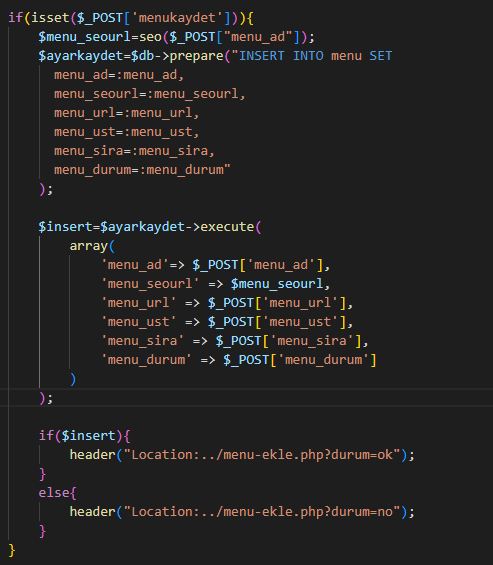 if(isset($_POST['menukaydet'])){
    $menu_seourl=seo($_POST["menu_ad"]);
    $ayarkaydet=$db->prepare("INSERT INTO menu SET
      menu_ad=:menu_ad,
      menu_seourl=:menu_seourl,
      menu_url=:menu_url,
      menu_ust=:menu_ust,
      menu_sira=:menu_sira,
      menu_durum=:menu_durum"
    );

    $insert=$ayarkaydet->execute(
        array(
            'menu_ad'=> $_POST['menu_ad'],
            'menu_seourl' => $menu_seourl,
            'menu_url' => $_POST['menu_url'],
            'menu_ust' => $_POST['menu_ust'],
            'menu_sira' => $_POST['menu_sira'],
            'menu_durum' => $_POST['menu_durum']
        )
    );

    if($insert){
        header("Location:../menu-ekle.php?durum=ok");
    }
    else{
        header("Location:../menu-ekle.php?durum=no");
    }
}